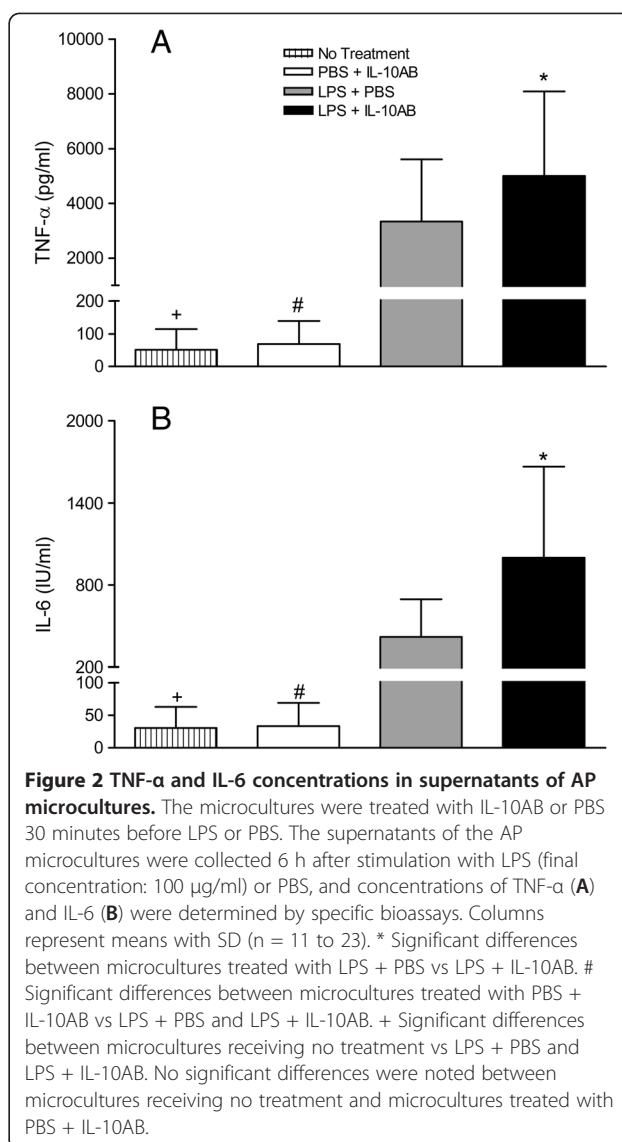 A
No Treatment
PBS + IL-10AB
LPS + PBS
LPS + IL-10AB
10000
8000
6000
4000
2000
200
100
0
TNF-α (pg/ml)
+
#
*
B
2000
1400
800
200
100
50
0
IL-6 (IU/ml)
+
#
*
Figure 2 TNF-α and IL-6 concentrations in supernatants of AP
microcultures. The microcultures were treated with IL-10AB or PBS
30 minutes before LPS or PBS. The supernatants of the AP
microcultures were collected 6 h after stimulation with LPS (final
concentration: 100 μg/ml) or PBS, and concentrations of TNF-α (A)
and IL-6 (B) were determined by specific bioassays. Columns
represent means with SD (n = 11 to 23). * Significant differences
between microcultures treated with LPS + PBS vs LPS + IL-10AB. #
Significant differences between microcultures treated with PBS +
IL-10AB vs LPS + PBS and LPS + IL-10AB. + Significant differences
between microcultures receiving no treatment vs LPS + PBS and
LPS + IL-10AB. No significant differences were noted between
microcultures receiving no treatment and microcultures treated with
PBS + IL-10AB.